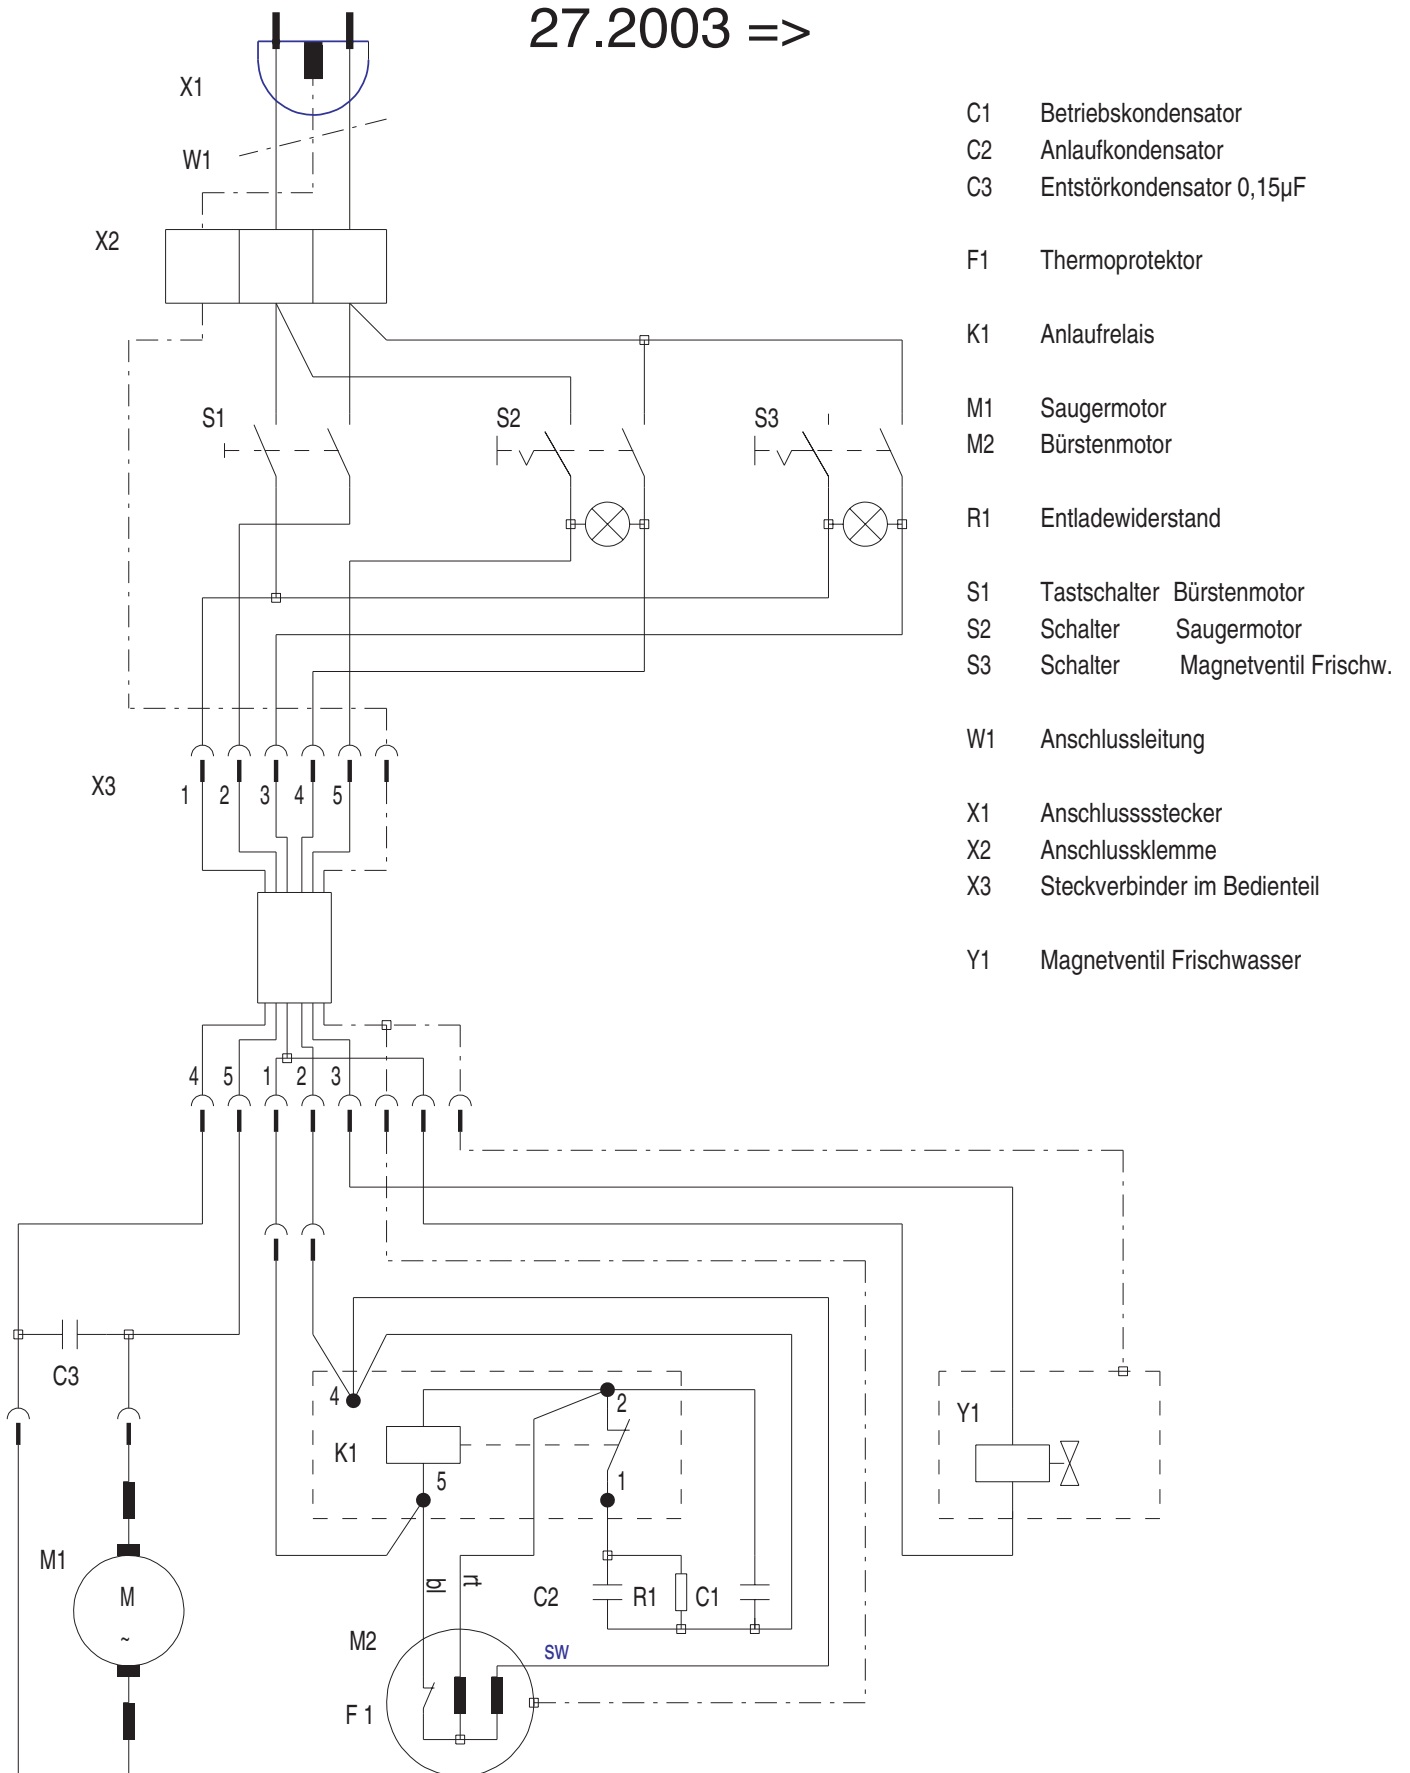 27.2003 =>
X1
W1
X2
S1
S2
S3
X3
1 2 3 4 5
4 5 1 2 3
C3
4
2
K1
5
1
Y1
M1
M
~
bl
rt
C2
R1
C1
M2
sw
F 1
C1 Betriebskondensator
C2 Anlaufkondensator
C3 Entstörkondensator 0,15µF
F1 Thermoprotektor
K1 Anlaufrelais
M1 Saugermotor
M2 Bürstenmotor
R1 Entladewiderstand
S1 Tastschalter Bürstenmotor
S2 Schalter Saugermotor
S3 Schalter Magnetventil Frischw.
W1 Anschlussleitung
X1 Anschlusssstecker
X2 Anschlussklemme
X3 Steckverbinder im Bedienteil
Y1 Magnetventil Frischwasser